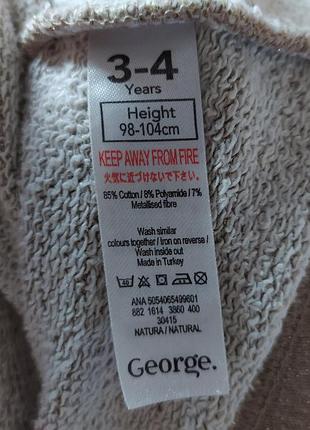 3-4
Years
Height
98-104cm
KEEP AWAY FROM FIRE
火気に近づけないで下さい。
85% Cotton / 8% Polyamide / 7%
Metallised fibre
Wash similar
colours together / Iron on reverse /
Wash inside out
Made in Turkey
40
ANA 5054065499601
882 1614 3860 400
30415
NATURA / NATURAL
George.